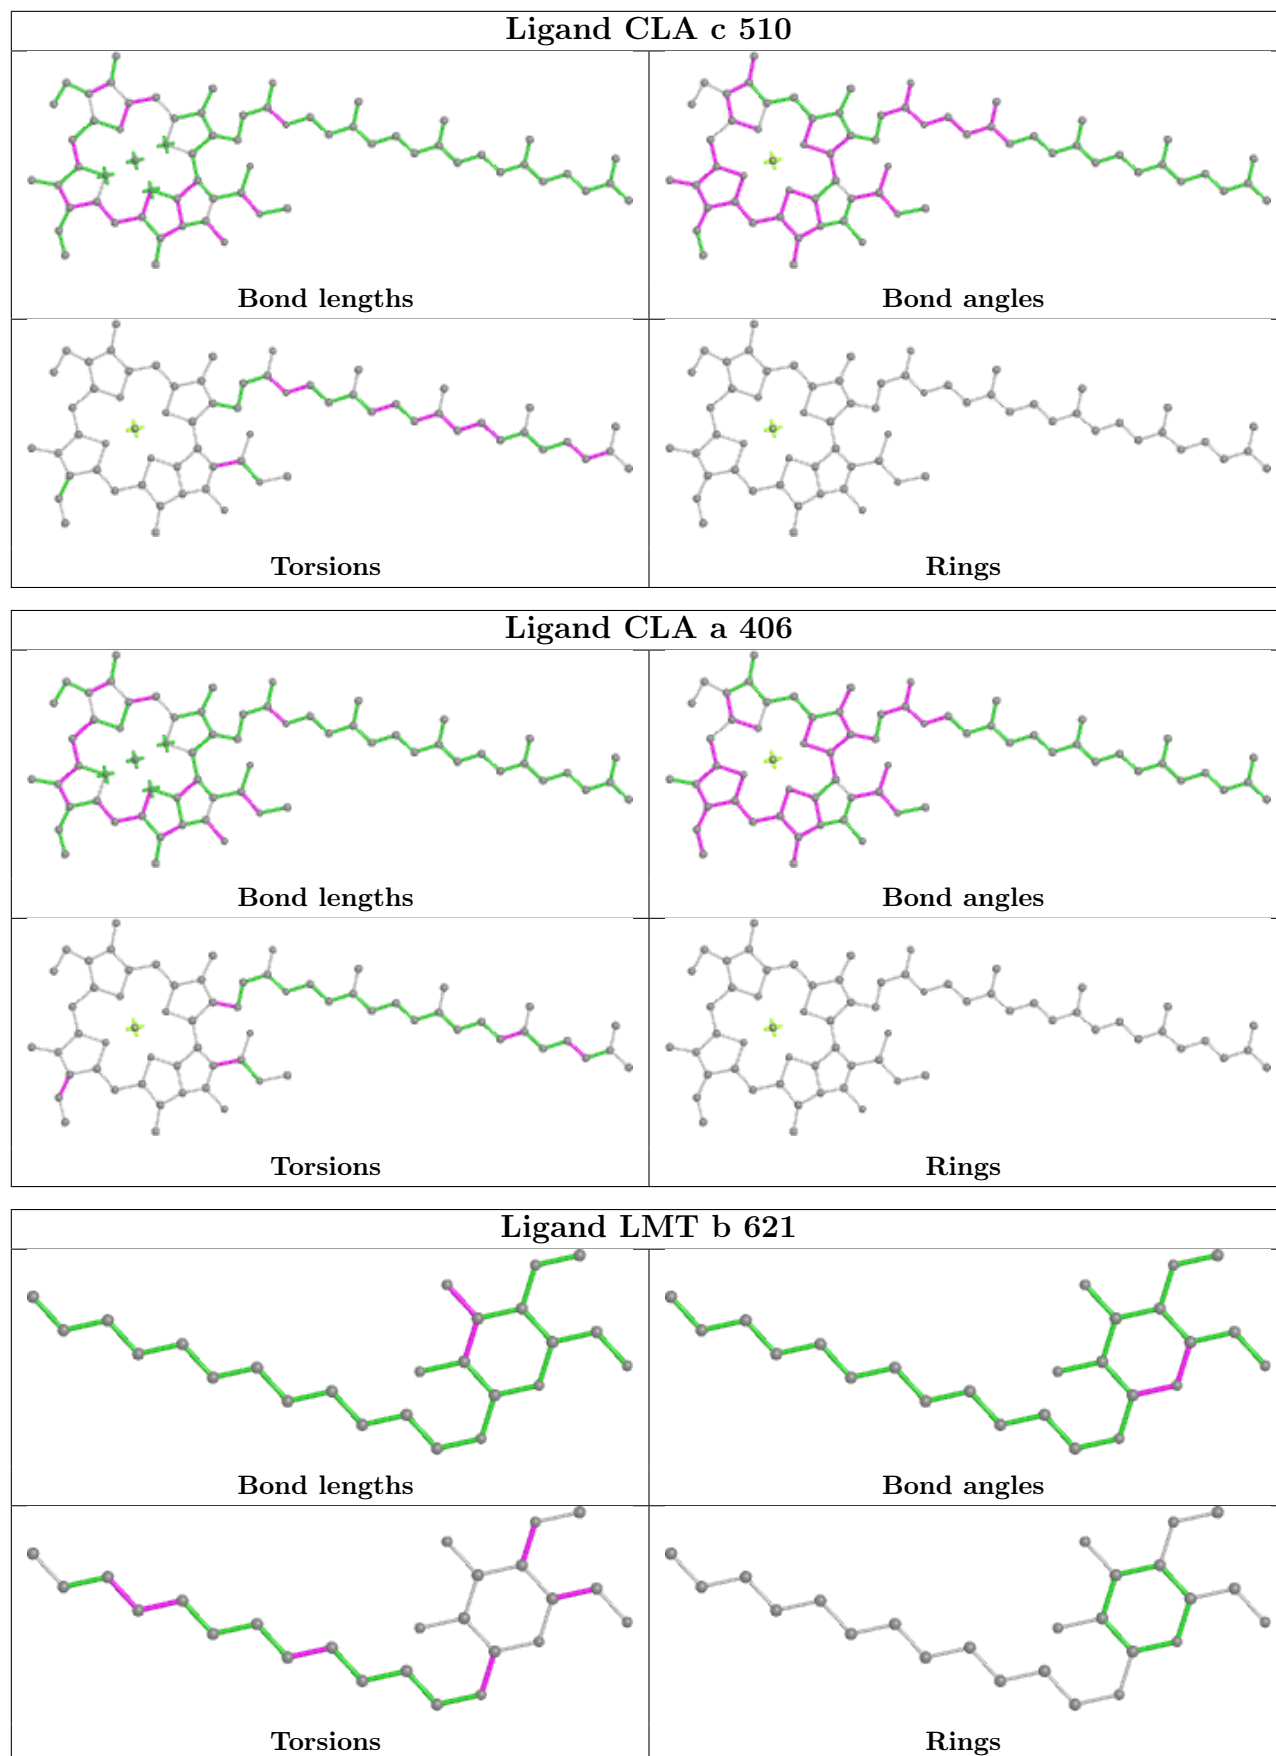 Ligand CLA c 510
Bond lengths
Bond angles
Torsions
Rings
Ligand CLA a 406
Bond lengths
Bond angles
Torsions
Rings
Ligand LMT b 621
Bond lengths
Bond angles
Torsions
Rings